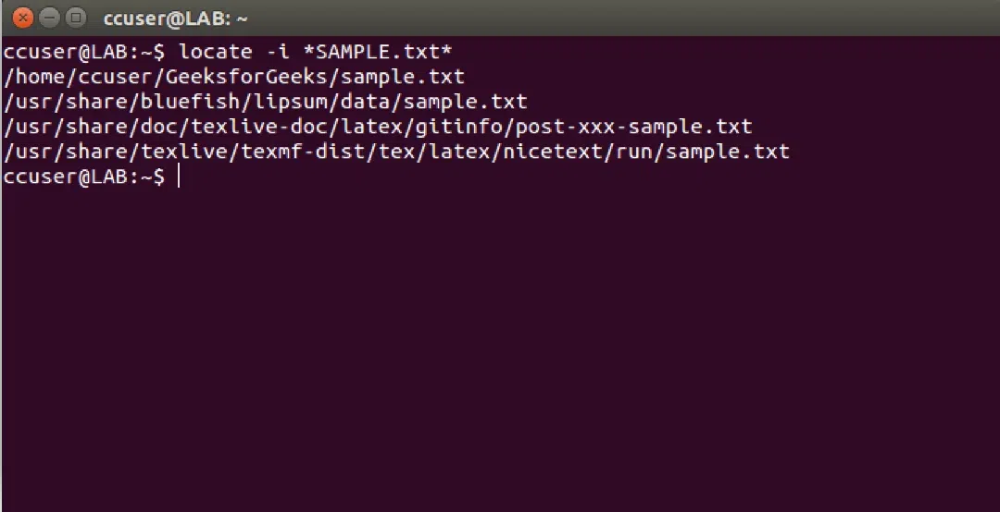 ccuser@LAB: ~
ccuser@LAB:~$ locate -i *SAMPLE.txt*
/home/ccuser/GeeksforGeeks/sample.txt
/usr/share/bluefish/lipsum/data/sample.txt
/usr/share/doc/texlive-doc/latex/gitinfo/post-xxx-sample.txt
/usr/share/texlive/texmf-dist/tex/latex/nicetext/run/sample.txt
ccuser@LAB:~$